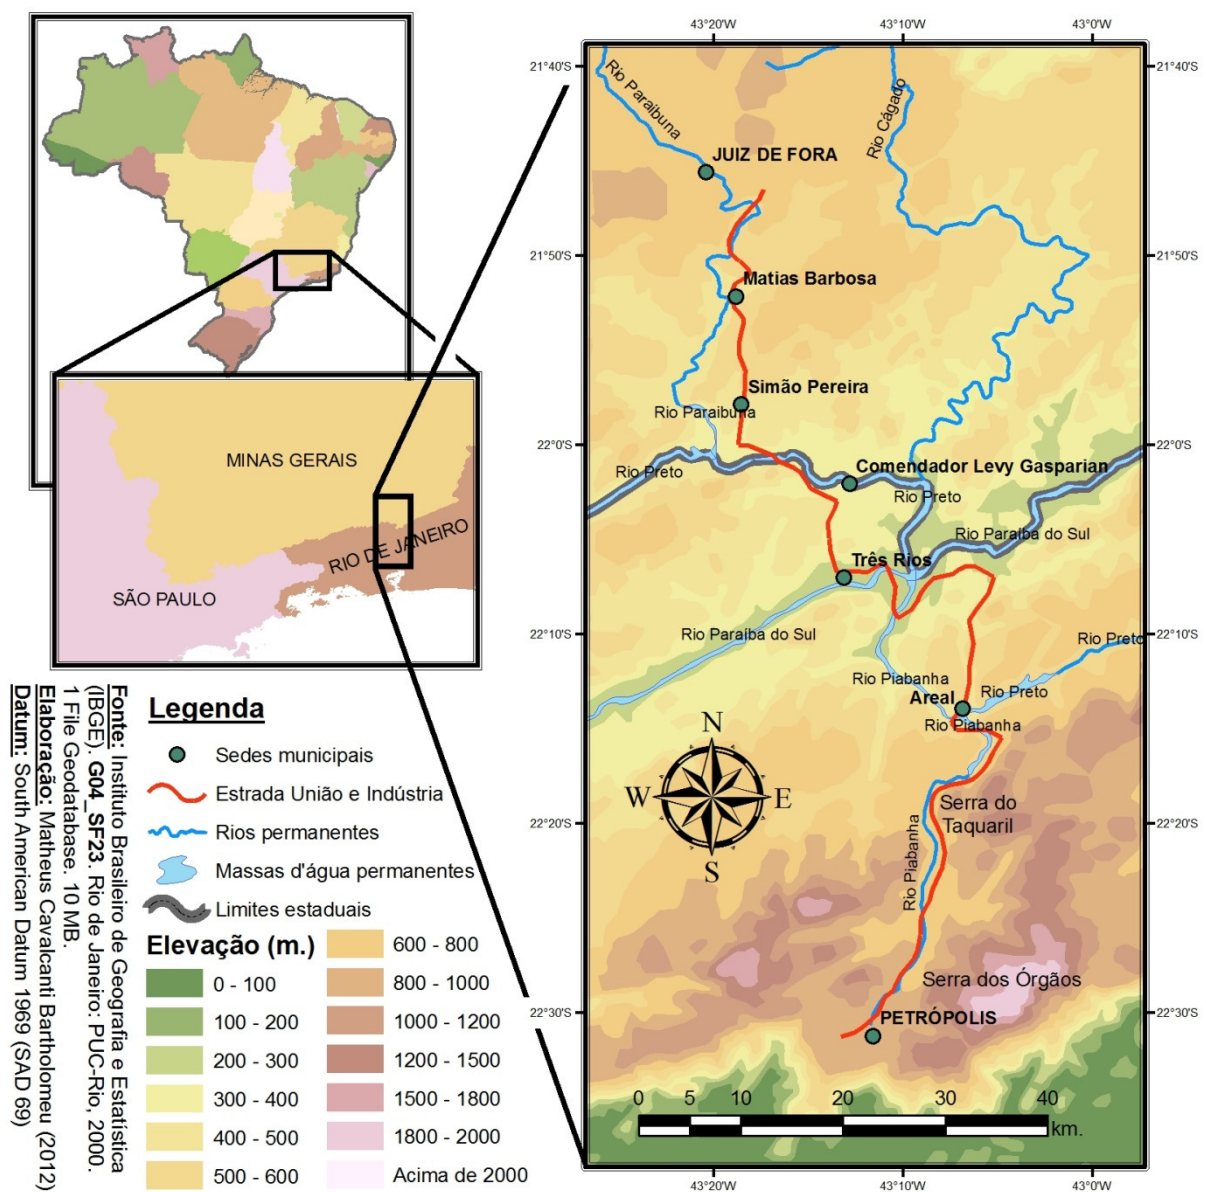 43°20'W 43°10'W 43°0'W
21°40'S 21°40'S
Rio Paraibuna
Rio Cágado
JUIZ DE FORA
21°50'S 21°50'S
Matias Barbosa
Simão Pereira
Rio Paraibuna
22°0'S 22°0'S
Rio Preto
Comendador Levy Gasparian
Rio Preto
Rio Paraíba do Sul
Três Rios
22°10'S 22°10'S
Rio Paraíba do Sul
Rio Preto
Rio Piabanha
Areal
Rio Preto
Rio Piabanha
N
W E
S
Serra do
Taquaril
22°20'S 22°20'S
Rio Piabanha
Serra dos Órgãos
22°30'S 22°30'S
PETRÓPOLIS
0 5 10 20 30 40
km.
43°20'W 43°10'W 43°0'W
MINAS GERAIS
RIO DE JANEIRO
SÃO PAULO
Legenda
Sedes municipais
Estrada União e Indústria
Rios permanentes
Massas d'água permanentes
Limites estaduais
Elevação (m.)
0 - 100
100 - 200
200 - 300
300 - 400
400 - 500
500 - 600
600 - 800
800 - 1000
1000 - 1200
1200 - 1500
1500 - 1800
1800 - 2000
Acima de 2000
Fonte: Instituto Brasileiro de Geografia e Estatística
(IBGE). G04_SF23. Rio de Janeiro: PUC-Rio, 2000.
1 File Geodatabase. 10 MB.
Elaboração: Matheus Cavalcanti Bartholomeu (2012)
Datum: South American Datum 1969 (SAD 69)